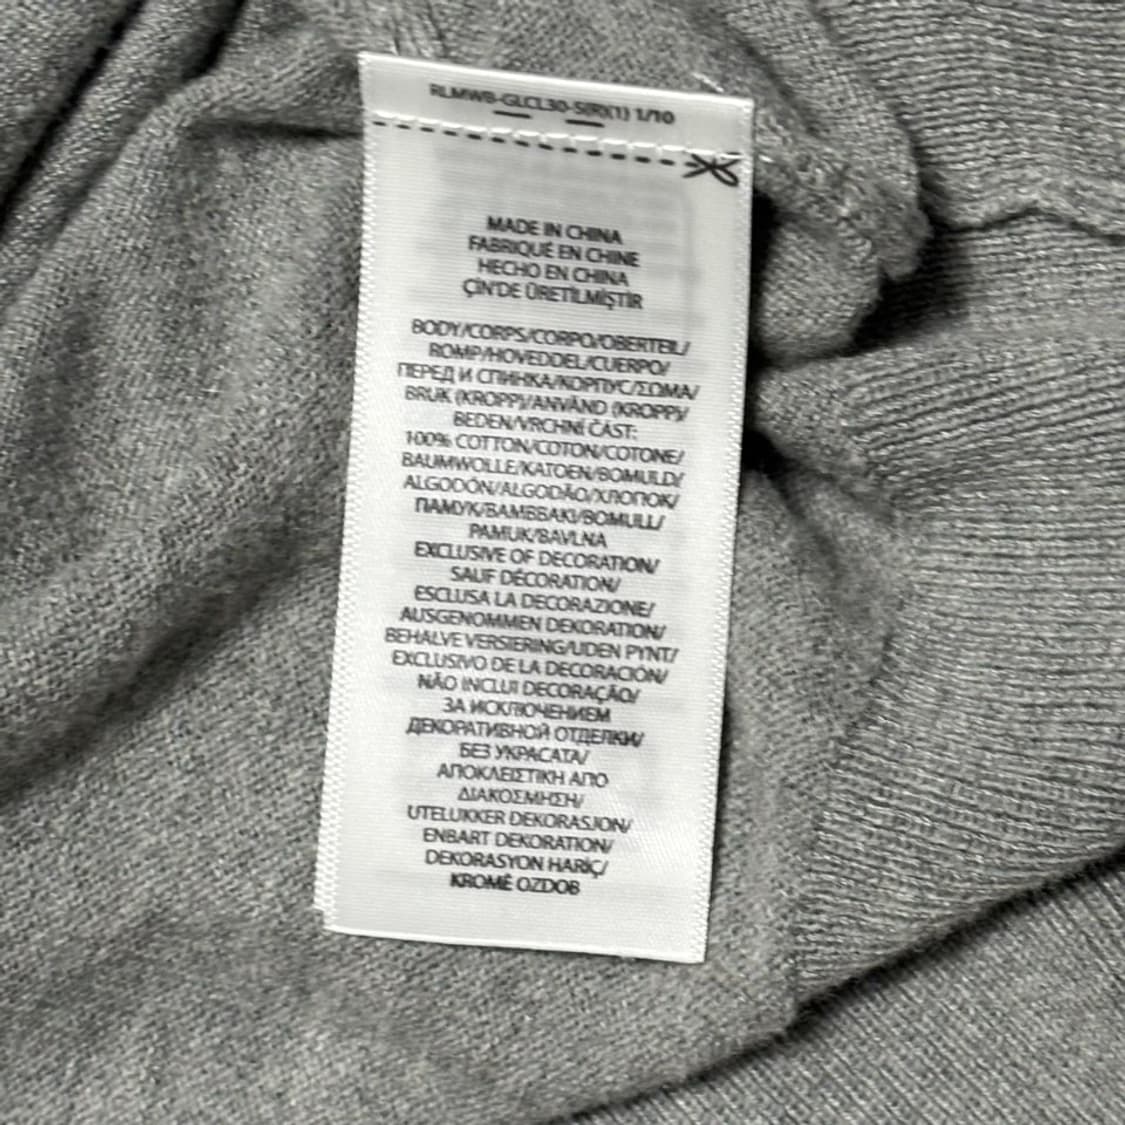 RLMWB-GLCL30-S(R)(1) 1/10
MADE IN CHINA
FABRIQUÉ EN CHINE
HECHO EN CHINA
ÇİN'DE ÜRETİLMİŞTİR
BODY/CORPS/CORPO/OBERTEIL/
ROMP/HOVEDDEL/CUERPO/
ПЕРЕД И СПИНКА/КОРПУС/ΣΩΜΑ/
BRUK (KROPP)/ANVÄND (KROPP)/
BEDEN/VRCHNÍ ČÁST:
100% COTTON/COTON/COTONE/
BAUMWOLLE/KATOEN/BOMULD/
ALGODÓN/ALGODÃO/ХЛОПОК/
ПАМУК/ΒΑΜΒΒΑΚΙ/BOMULL/
PAMUK/BAVLNA
EXCLUSIVE OF DECORATION/
SAUF DÉCORATION/
ESCLUSA LA DECORAZIONE/
AUSGENOMMEN DEKORATION/
BEHALVE VERSIERING/UDEN PYNT/
EXCLUSIVO DE LA DECORACIÓN/
NÃO INCLUI DECORAÇÃO/
ЗА ИСКЛЮЧЕНИЕМ
ДЕКОРАТИВНОЙ ОТДЕЛКИ/
БЕЗ УКРАСАТА/
ΑΠΟΚΛΕΙΣΤΙΚΗ ΑΠΟ
ΔΙΑΚΟΣΜΗΣΗ/
UTELUKKER DEKORASJON/
ENBART DEKORATION/
DEKORASYON HARİÇ/
KROMĚ OZDOB